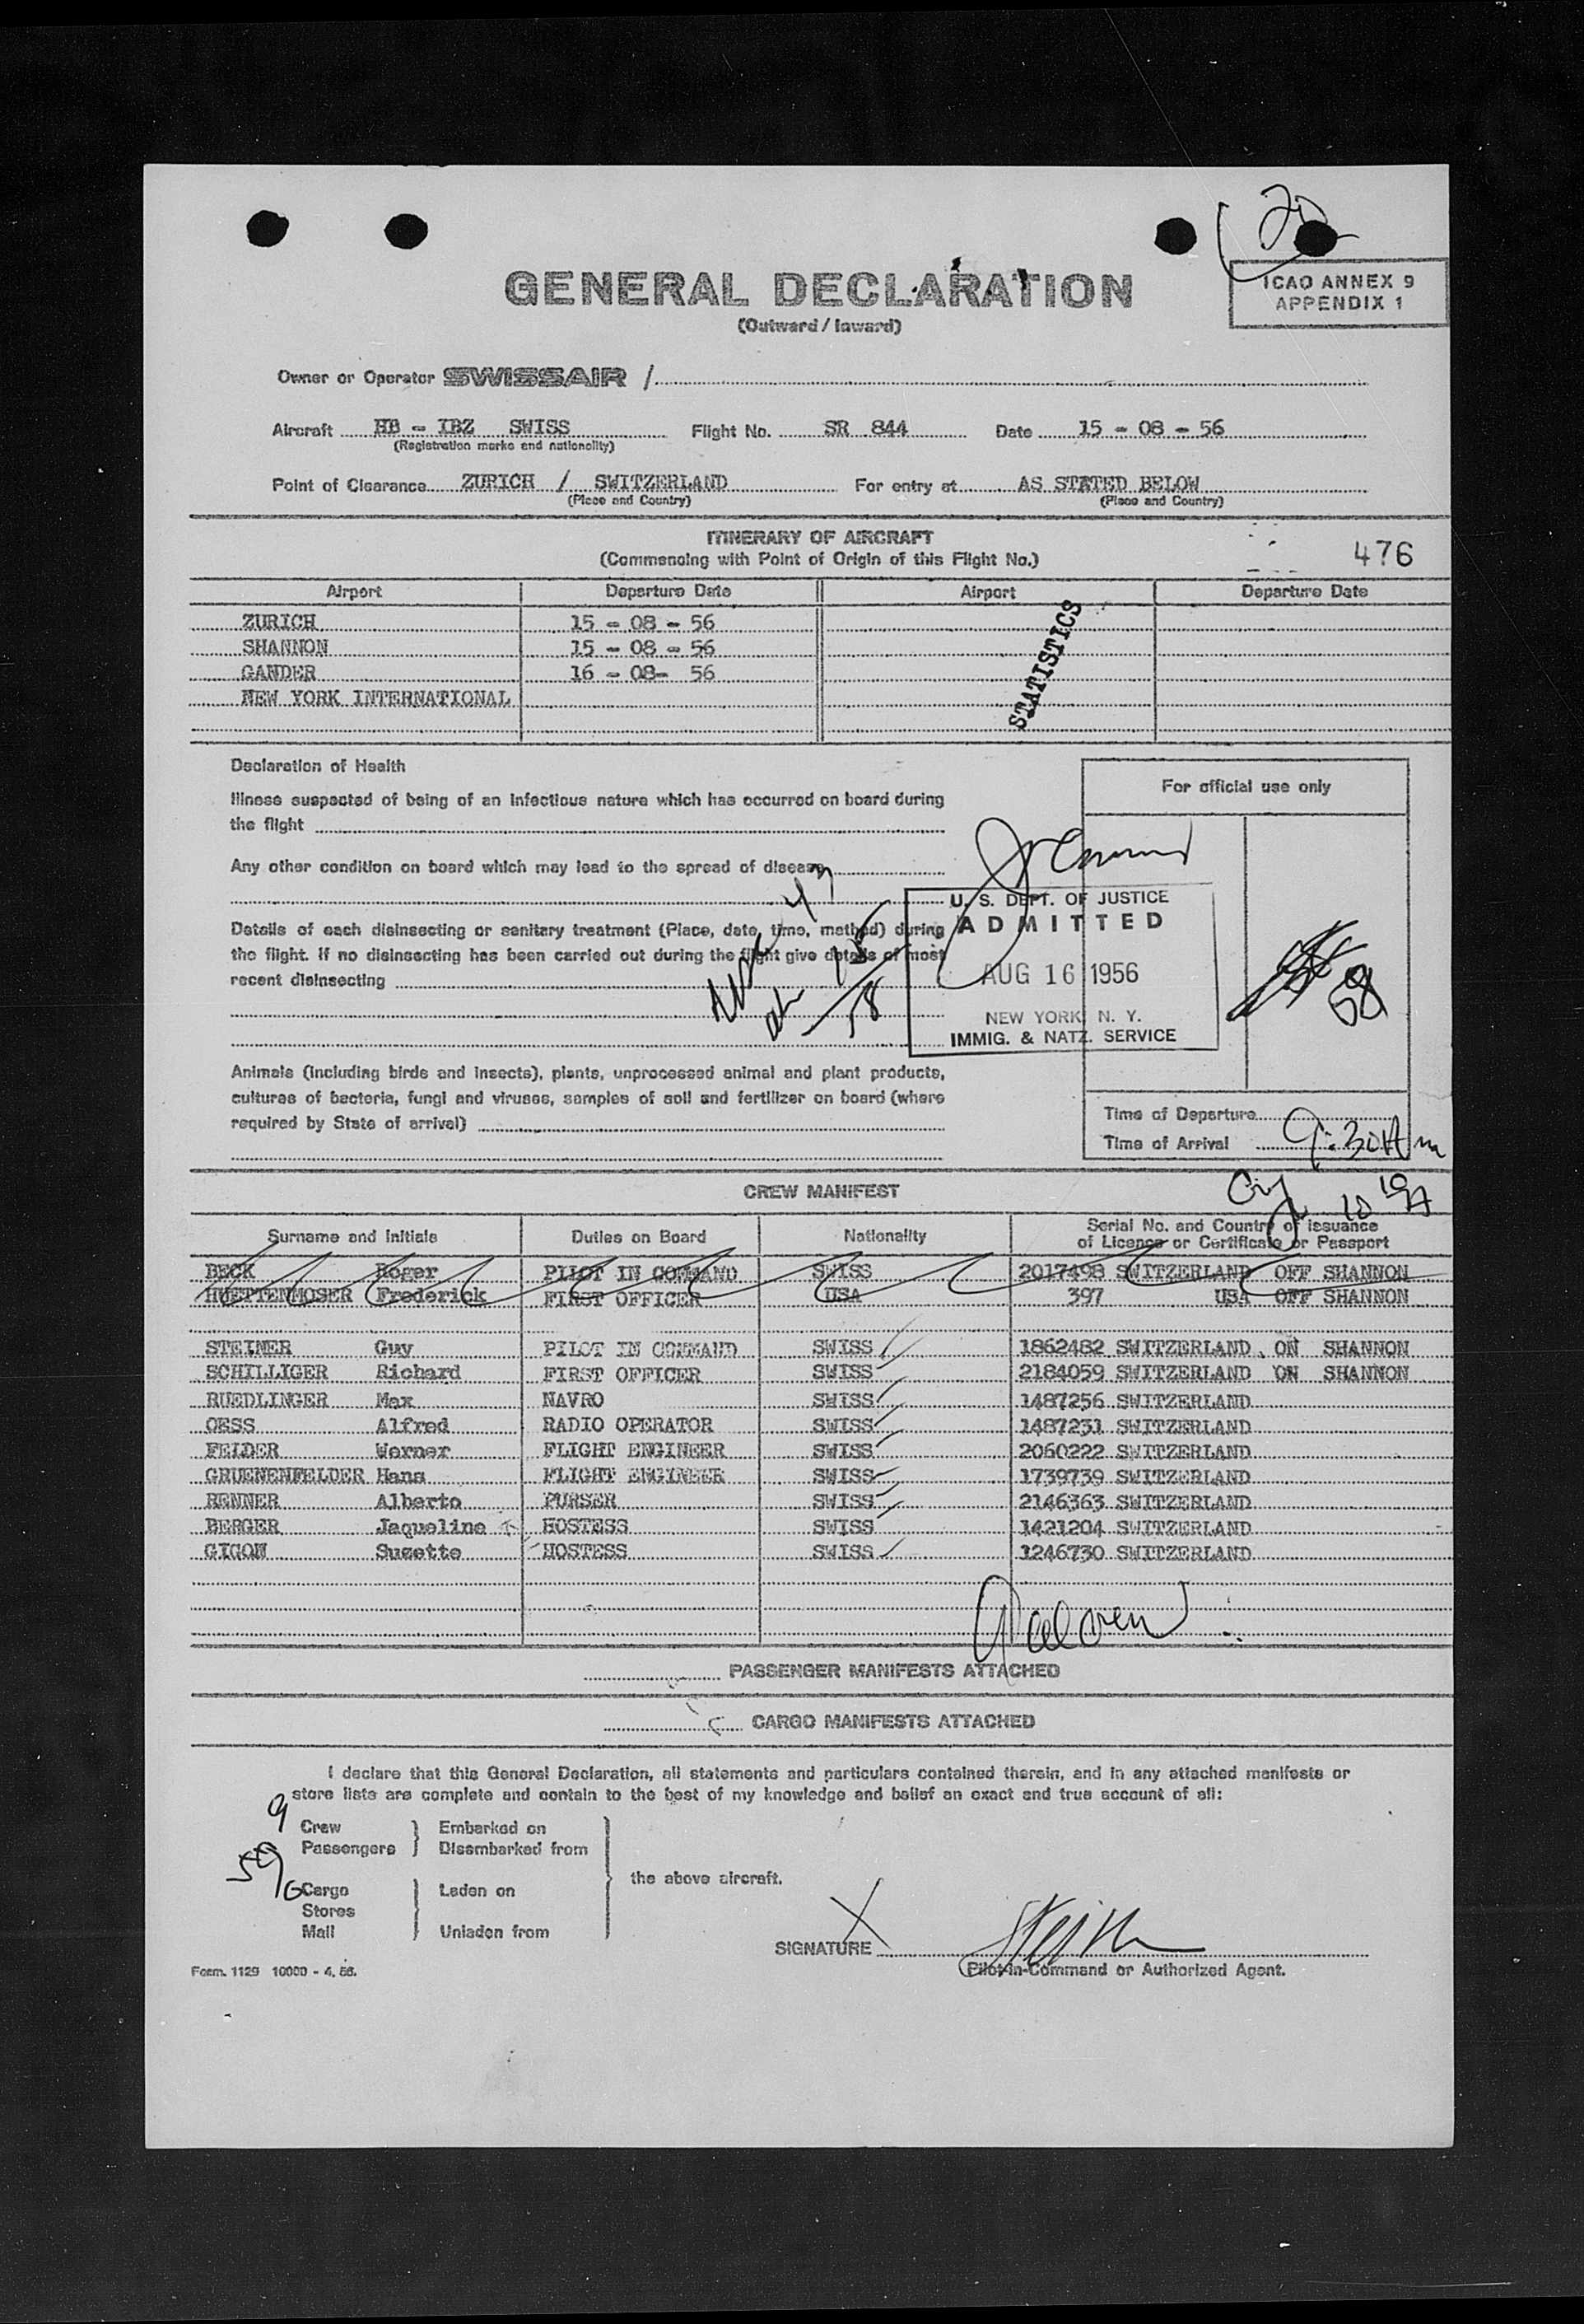 20
GENERAL DECLARATION
(Outward / Inward)
ICAO ANNEX 9
APPENDIX 1
Owner or Operator SWISSAIR /
Aircraft HB - IBZ SWISS Flight No. SR 844 Date 15 - 08 - 56
(Registration marks and nationality)
Point of Clearance ZURICH / SWITZERLAND For entry at AS STATED BELOW
(Place and Country) (Place and Country)
ITINERARY OF AIRCRAFT
(Commencing with Point of Origin of this Flight No.)
476
Airport Departure Date Airport Departure Date
ZURICH 15 - 08 - 56
SHANNON 15 - 08 - 56
GANDER 16 - 08- 56
NEW YORK INTERNATIONAL
STATISTICS
Declaration of Health
Illness suspected of being of an infectious nature which has occurred on board during
the flight
Any other condition on board which may lead to the spread of disease
Details of each disinsecting or sanitary treatment (Place, date, time, method) during
the flight. If no disinsecting has been carried out during the flight give details of most
recent disinsecting
Animals (including birds and insects), plants, unprocessed animal and plant products,
cultures of bacteria, fungi and viruses, samples of soil and fertilizer on board (where
required by State of arrival)
For official use only
U. S. DEPT. OF JUSTICE
ADMITTED
AUG 16 1956
NEW YORK, N. Y.
IMMIG. & NATZ. SERVICE
58
Time of Departure
Time of Arrival 9:30 Am
CREW MANIFEST
Surname and Initials Duties on Board Nationality Serial No. and Country of issuance
of Licence or Certificate or Passport
BECK Roger PILOT IN COMMAND SWISS 2017498 SWITZERLAND OFF SHANNON
HUETTENMOSER Frederick FIRST OFFICER USA 397 USA OFF SHANNON
STEINER Guy PILOT IN COMMAND SWISS 1862482 SWITZERLAND ON SHANNON
SCHILLIGER Richard FIRST OFFICER SWISS 2184059 SWITZERLAND ON SHANNON
RUEDLINGER Max NAVRO SWISS 1487256 SWITZERLAND
OESS Alfred RADIO OPERATOR SWISS 1487231 SWITZERLAND
FELDER Werner FLIGHT ENGINEER SWISS 2060222 SWITZERLAND
GRUENENFELDER Hans FLIGHT ENGINEER SWISS 1739739 SWITZERLAND
RENNER Alberto PURSER SWISS 2146363 SWITZERLAND
BERGER Jaqueline HOSTESS SWISS 1421204 SWITZERLAND
GIGON Suzette HOSTESS SWISS 1246730 SWITZERLAND
PASSENGER MANIFESTS ATTACHED
CARGO MANIFESTS ATTACHED
I declare that this General Declaration, all statements and particulars contained therein, and in any attached manifests or
store lists are complete and contain to the best of my knowledge and belief an exact and true account of all:
9 Crew Embarked on
59 Passengers Disembarked from
the above aircraft.
Cargo Laden on
Stores
Mail Unladen from
SIGNATURE
Pilot-in-Command or Authorized Agent.
Form. 1129 10000 - 4. 56.